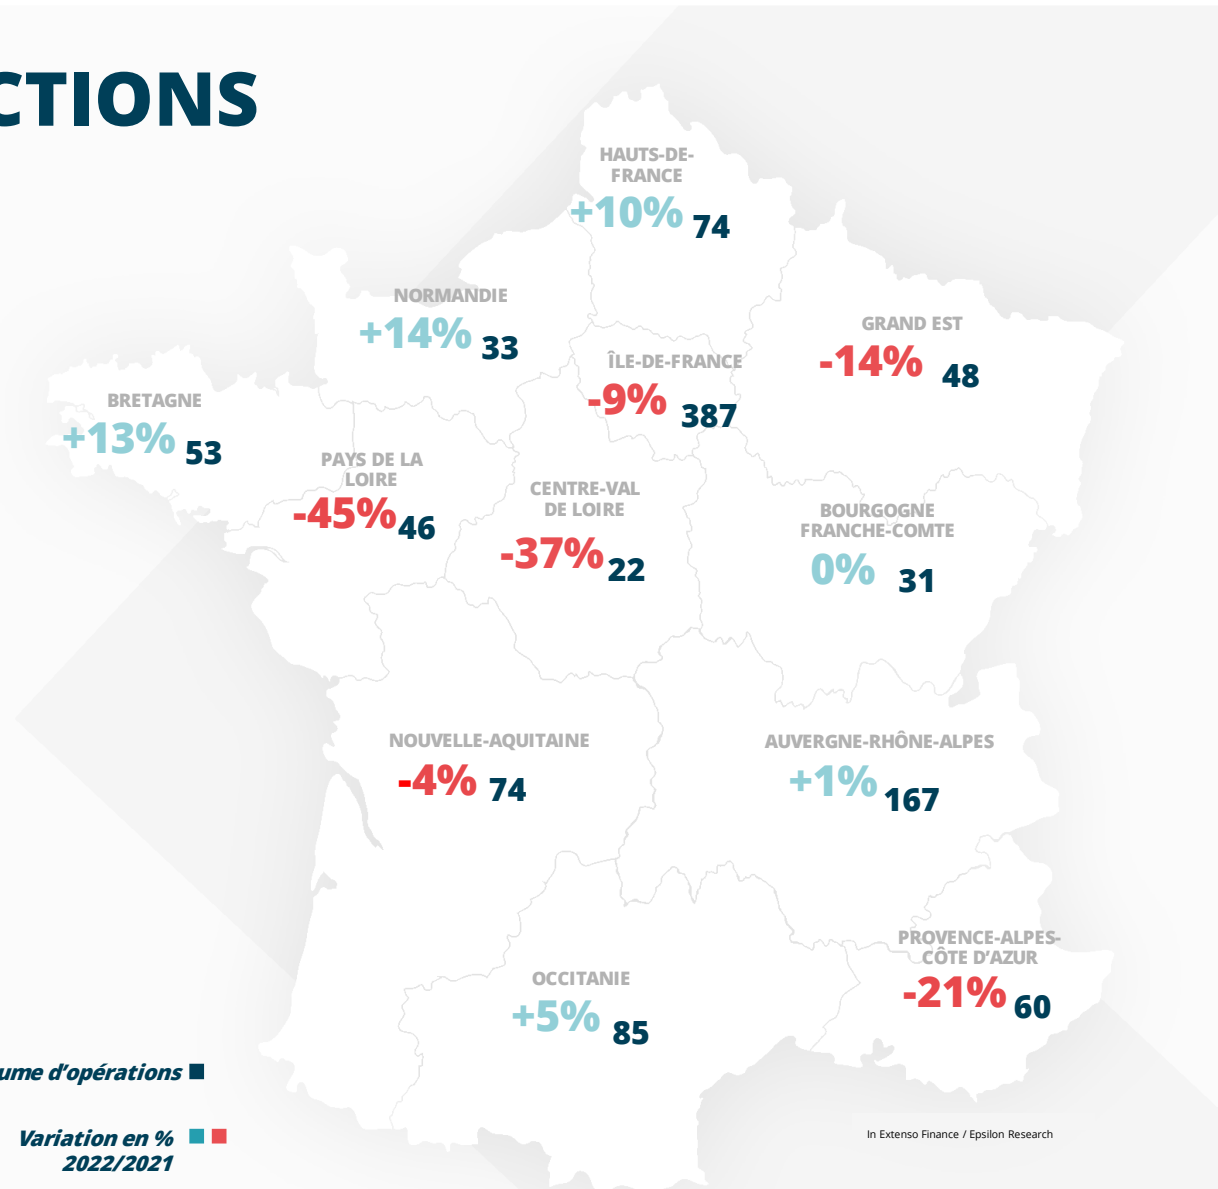 CTIONS
HAUTS-DE-
FRANCE
+10% 74
NORMANDIE
+14% 33
GRAND EST
-14% 48
ÎLE-DE-FRANCE
-9% 387
BRETAGNE
+13% 53
PAYS DE LA
LOIRE
-45% 46
CENTRE-VAL
DE LOIRE
-37% 22
BOURGOGNE
FRANCHE-COMTE
0% 31
NOUVELLE-AQUITAINE
-4% 74
AUVERGNE-RHÔNE-ALPES
+1% 167
PROVENCE-ALPES-
CÔTE D’AZUR
-21% 60
OCCITANIE
+5% 85
ume d’opérations
Variation en %
2022/2021
In Extenso Finance / Epsilon Research